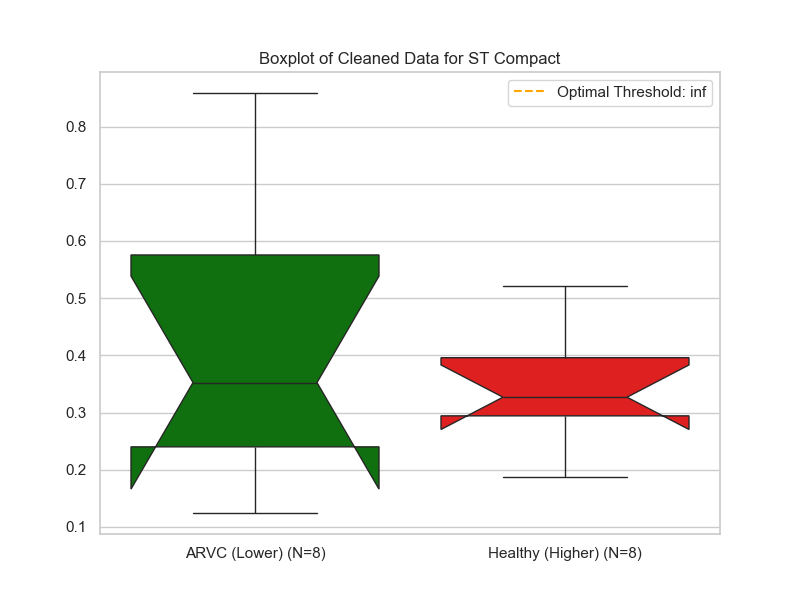 Boxplot of Cleaned Data for ST Compact
Optimal Threshold: inf
0.8
0.7
0.6
0.5
0.4
0.3
0.2
0.1
ARVC (Lower) (N=8)
Healthy (Higher) (N=8)